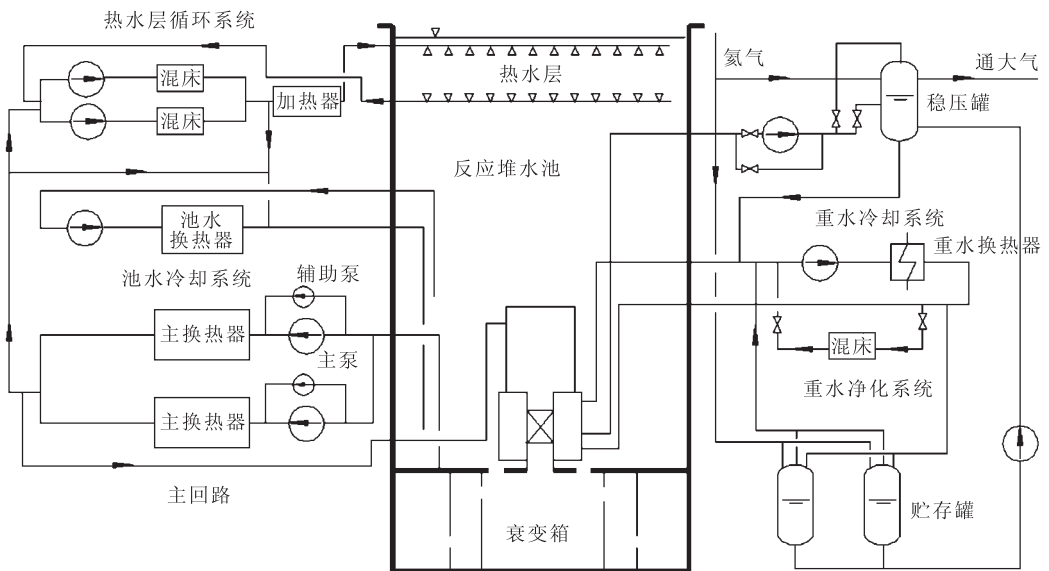 热水层循环系统
混床
混床
加热器
热水层
氦气
通大气
稳压罐
反应堆水池
池水
换热器
池水冷却系统
重水冷却系统
重水换热器
辅助泵
主换热器
主泵
混床
重水净化系统
主换热器
主回路
衰变箱
贮存罐